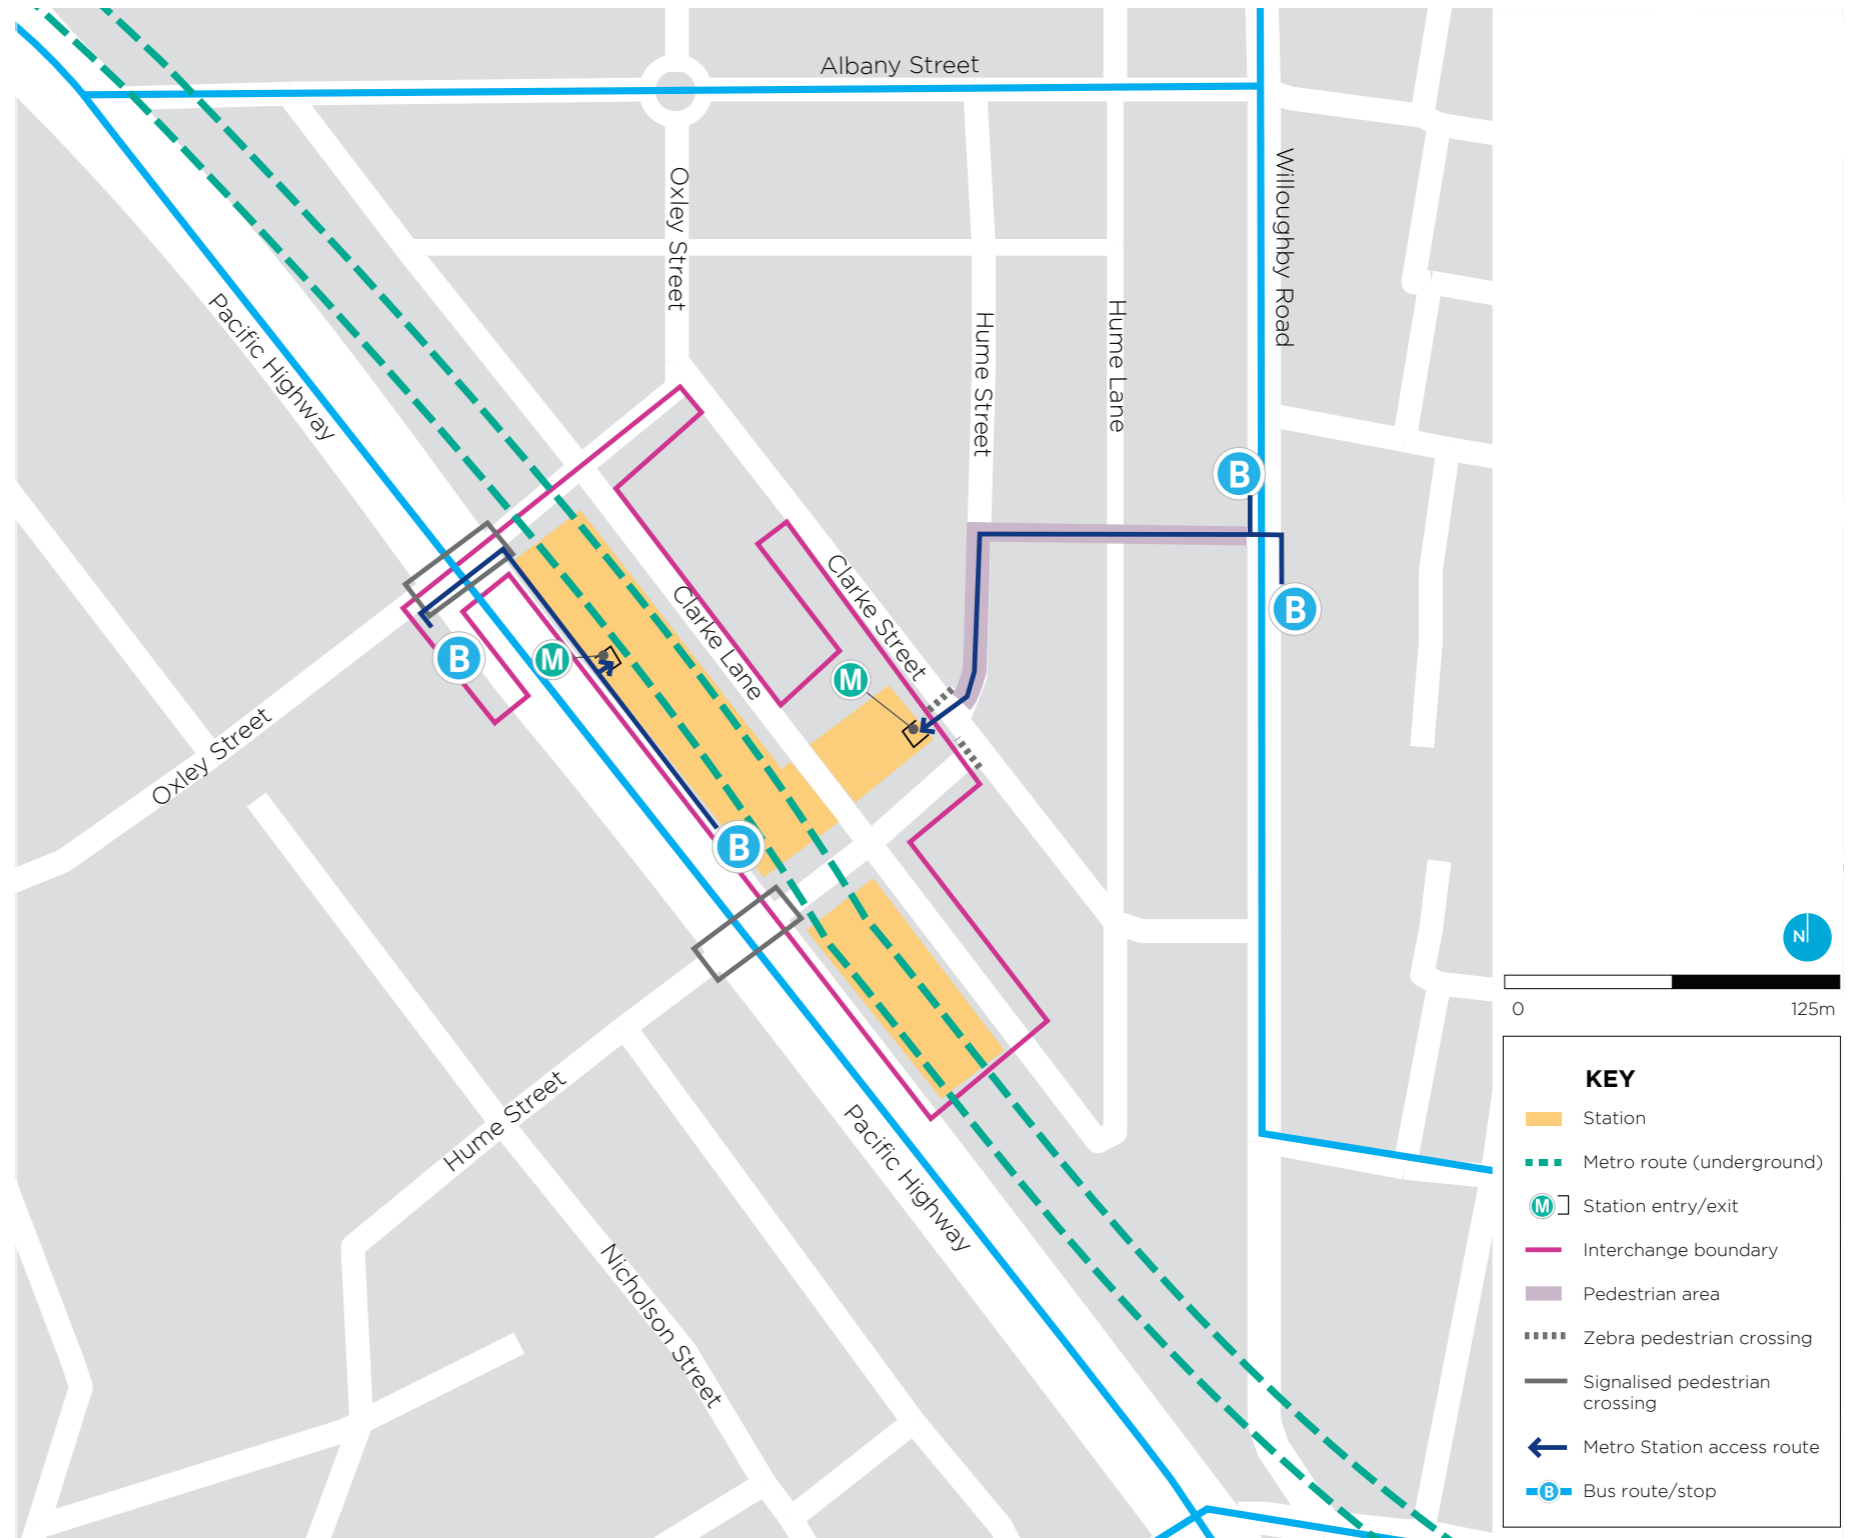 Albany Street
Oxley Street
Willoughby Road
Pacific Highway
Hume Street
Hume Lane
B
Clarke Street
Clarke Lane
B
B
M
M
Oxley Street
B
N
0 125m
Hume Street
Pacific Highway
Nicholson Street
KEY
Station
Metro route (underground)
M Station entry/exit
Interchange boundary
Pedestrian area
Zebra pedestrian crossing
Signalised pedestrian
crossing
Metro Station access route
B Bus route/stop